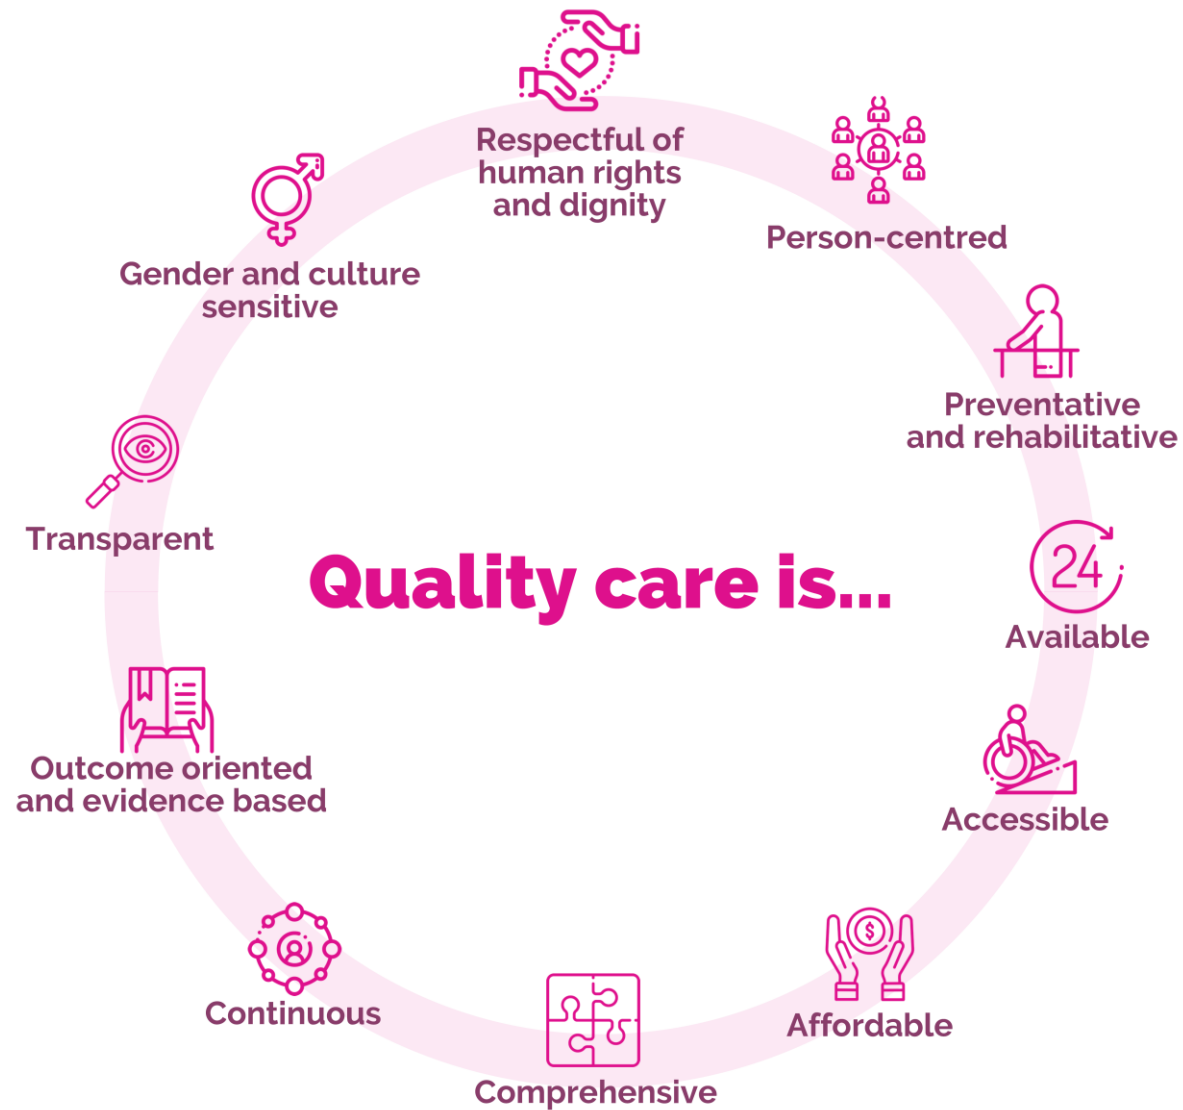 Respectful of
human rights
and dignity
Person-centred
Preventative
and rehabilitative
24
Available
Accessible
$
Affordable
Comprehensive
Continuous
Outcome oriented
and evidence based
Transparent
Gender and culture
sensitive
Quality care is...